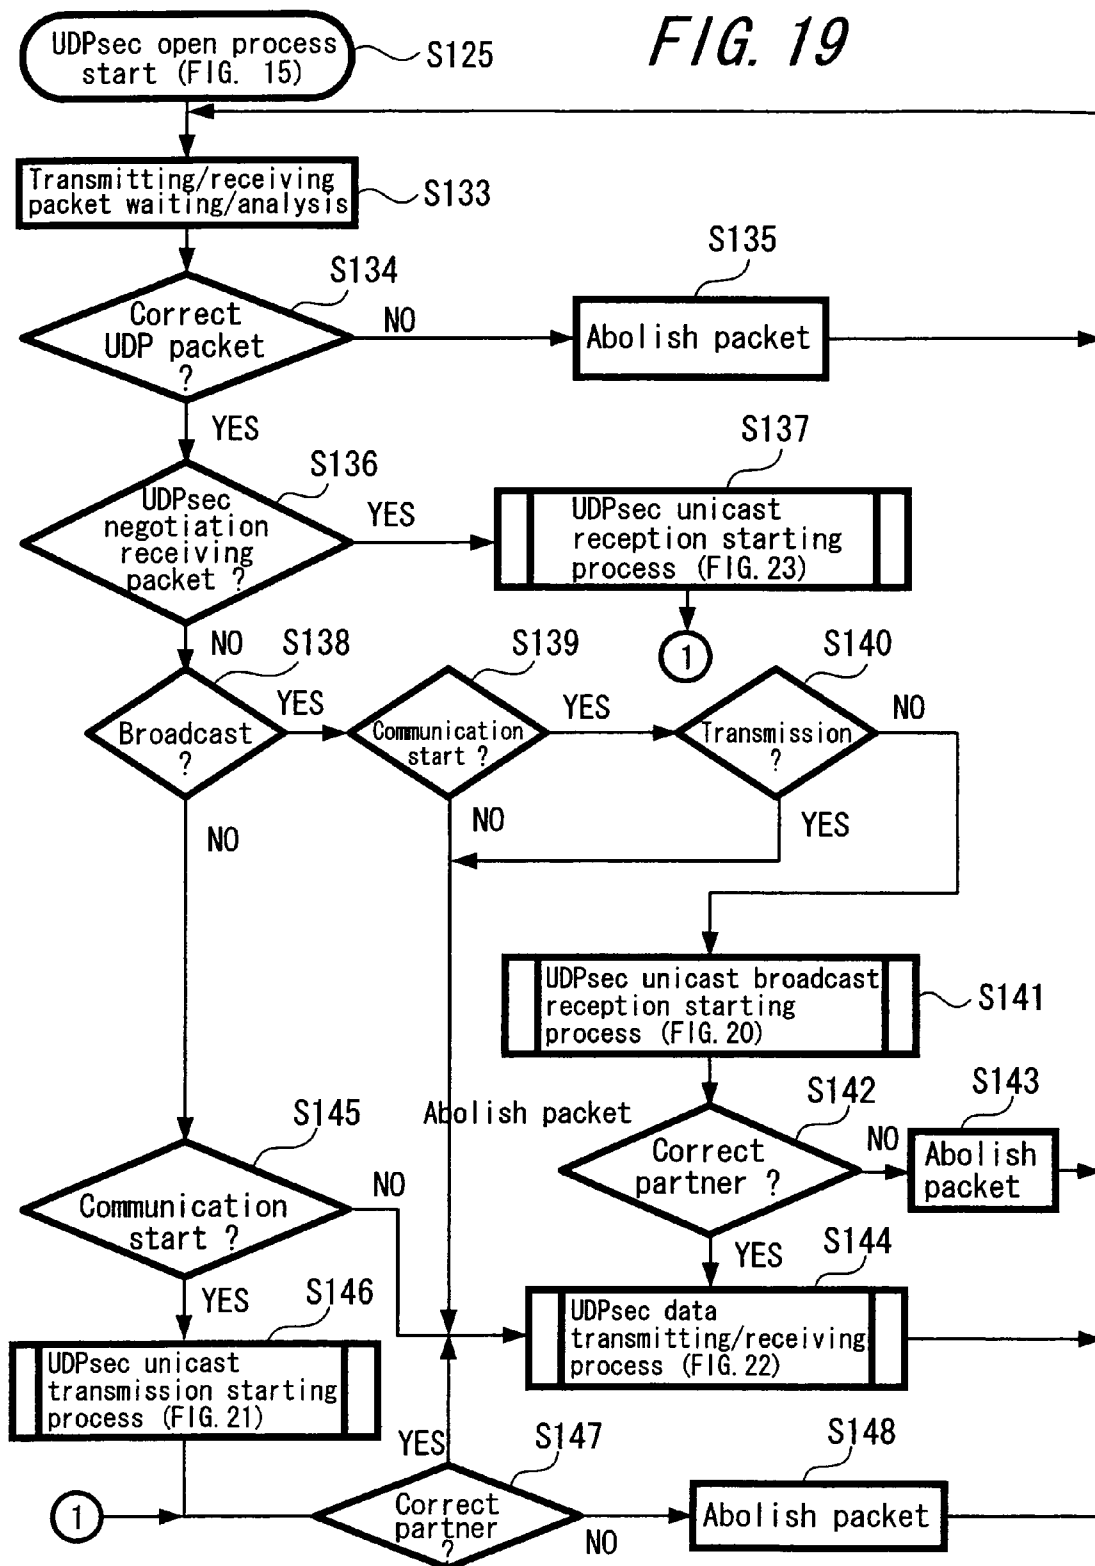 FIG. 19
UDPsec open process
start (FIG. 15)
S125
Transmitting/receiving
packet waiting/analysis
S133
S134
Correct
UDP packet
?
NO
S135
Abolish packet
YES
S136
UDPsec
negotiation
receiving
packet ?
YES
S137
UDPsec unicast
reception starting
process (FIG. 23)
1
NO
S138
Broadcast
?
YES
S139
Communication
start ?
YES
S140
Transmission
?
NO
NO
NO
YES
UDPsec unicast broadcast
reception starting
process (FIG. 20)
S141
Abolish packet
S142
Correct
partner ?
NO
S143
Abolish
packet
S145
Communication
start ?
NO
YES
YES
S144
UDPsec data
transmitting/receiving
process (FIG. 22)
S146
UDPsec unicast
transmission starting
process (FIG. 21)
YES
S147
1
Correct
partner
?
NO
S148
Abolish packet